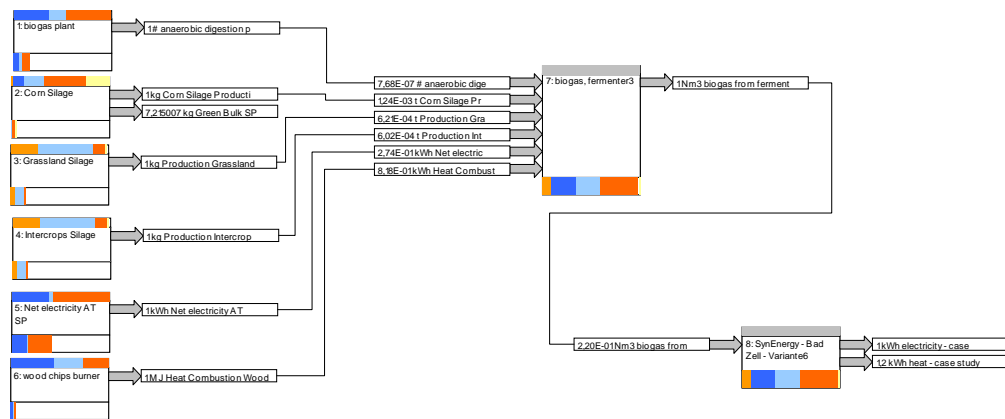 1: biogas plant
1# anaerobic digestion p
2: Corn Silage
1kg Corn Silage Producti
7,215007 kg Green Bulk SP
3: Grassland Silage
1kg Production Grassland
4: Intercrops Silage
1kg Production Intercrop
5: Net electricity AT
SP
1kWh Net electricity AT
6: wood chips burner
1MJ Heat Combustion Wood
7,68E-07 # anaerobic dige
1,24E-03 t Corn Silage Pr
6,21E-04 t Production Gra
6,02E-04 t Production Int
2,74E-01kWh Net electric
8,18E-01kWh Heat Combust
7: biogas, fermenter3
1Nm3 biogas from ferment
2,20E-01Nm3 biogas from
8: SynEnergy - Bad
Zell - Variante6
1kWh electricity - case
1,2 kWh heat - case study